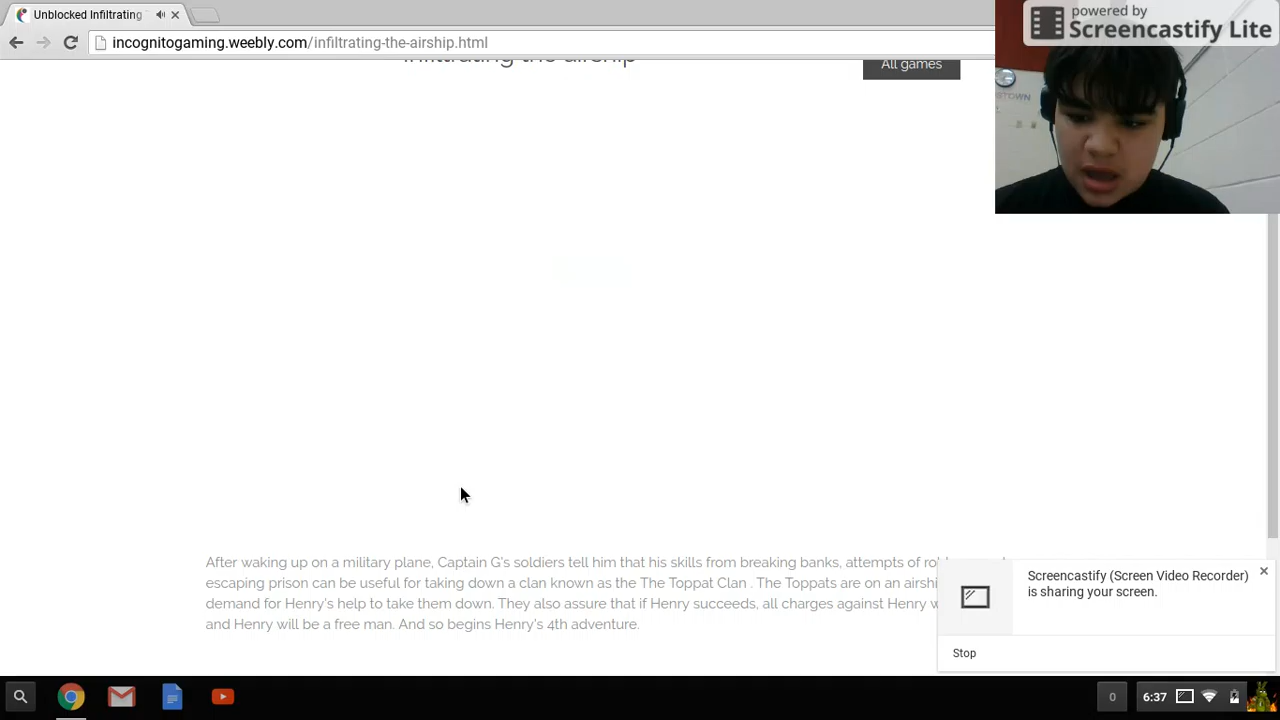 Unblocked Infiltrating
powered by
Screencastify Lite
incognitogaming.weebly.com/infiltrating-the-airship.html
Infiltrating the airship
All games
After waking up on a military plane, Captain G's soldiers tell him that his skills from breaking banks, attempts of
escaping prison can be useful for taking down a clan known as the The Toppat Clan . The Toppats are on an
demand for Henry's help to take them down. They also assure that if Henry succeeds, all charges against Henry
and Henry will be a free man. And so begins Henry's 4th adventure.
Screencastify (Screen Video Recorder)
is sharing your screen.
Stop
0
6:37